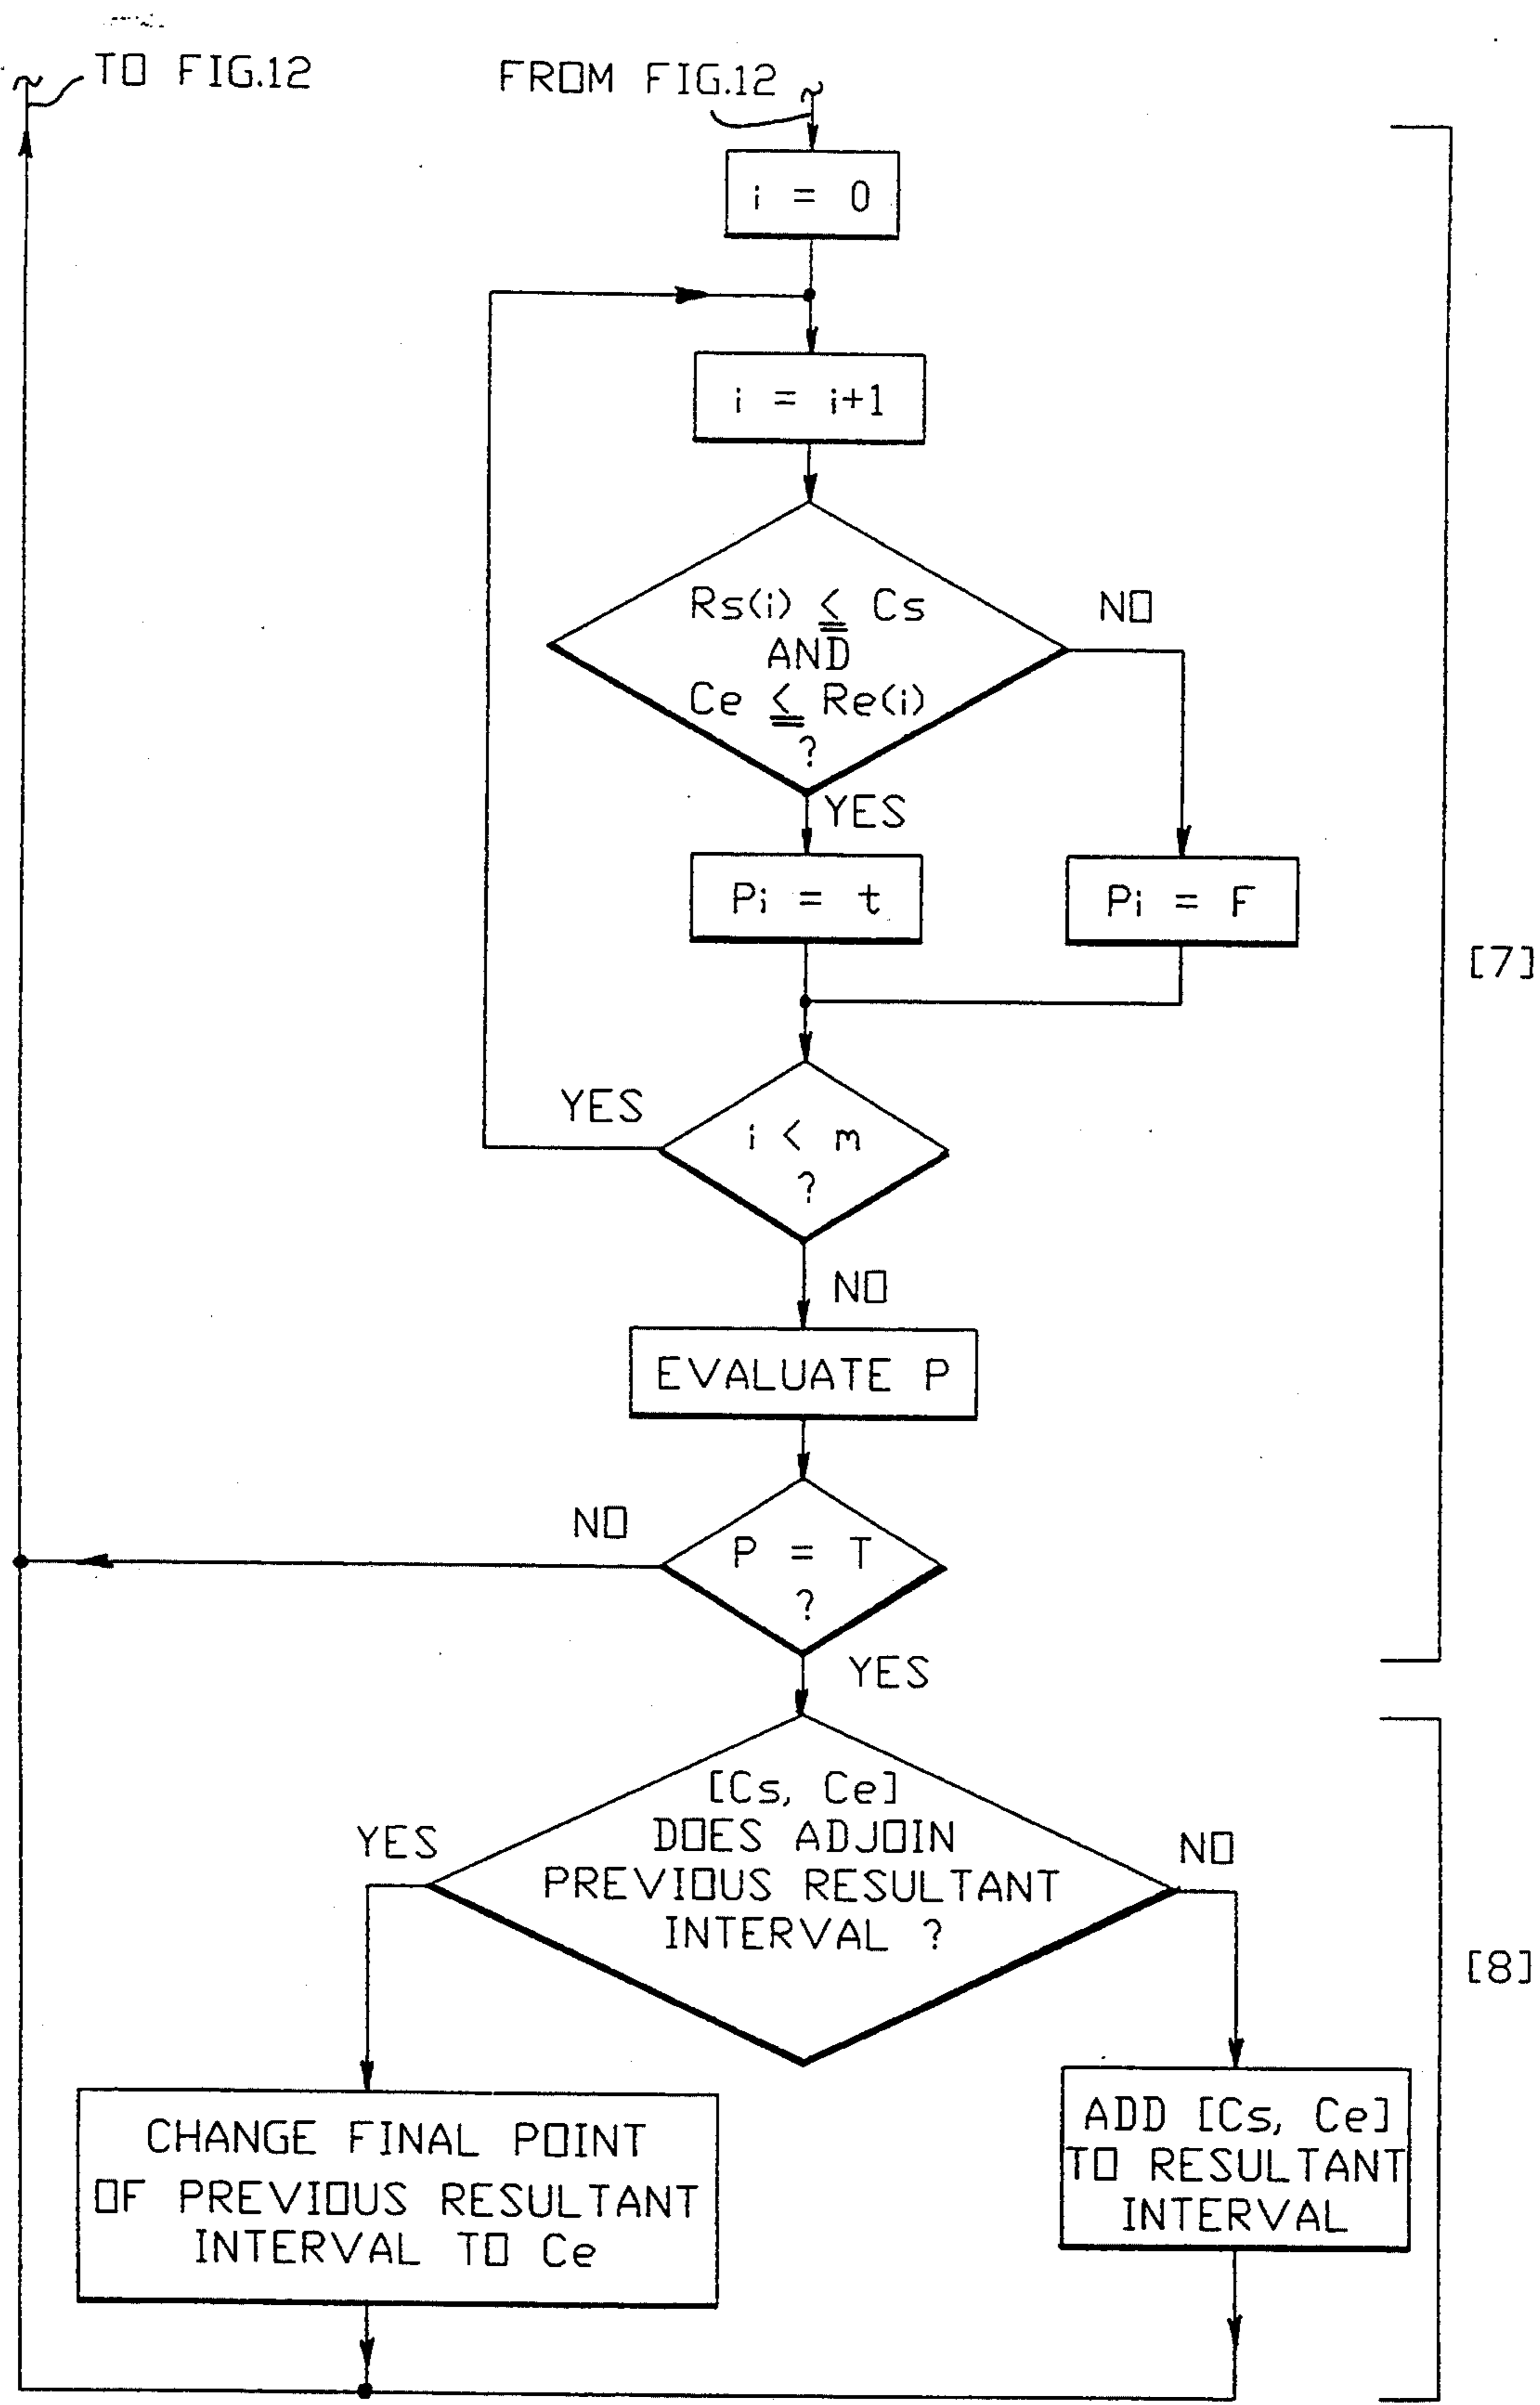 TO FIG.12
FROM FIG.12
i = 0
i = i+1
Rs(i) ≦ Cs
AND
Ce ≦ Re(i)
?
NO
YES
Pi = t
Pi = F
[7]
YES
i < m
?
NO
EVALUATE P
NO
P = T
?
YES
[Cs, Ce]
DOES ADJOIN
PREVIOUS RESULTANT
INTERVAL ?
YES
NO
[8]
CHANGE FINAL POINT
OF PREVIOUS RESULTANT
INTERVAL TO Ce
ADD [Cs, Ce]
TO RESULTANT
INTERVAL